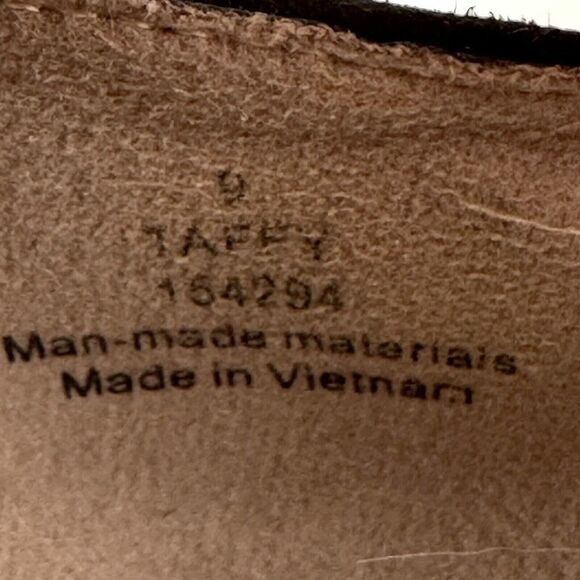 9
TAFFY
164294
Man-made materials
Made in Vietnam